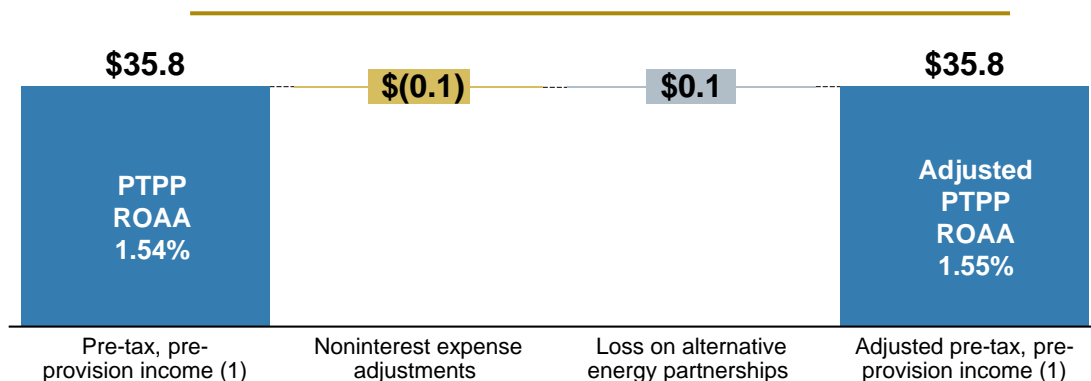 $35.8
$(0.1)
$0.1
$35.8
PTPP
ROAA
1.54%
Adjusted
PTPP
ROAA
1.55%
Pre-tax, pre-
provision income (1)
Noninterest expense
adjustments
Loss on alternative
energy partnerships
Adjusted pre-tax, pre-
provision income (1)